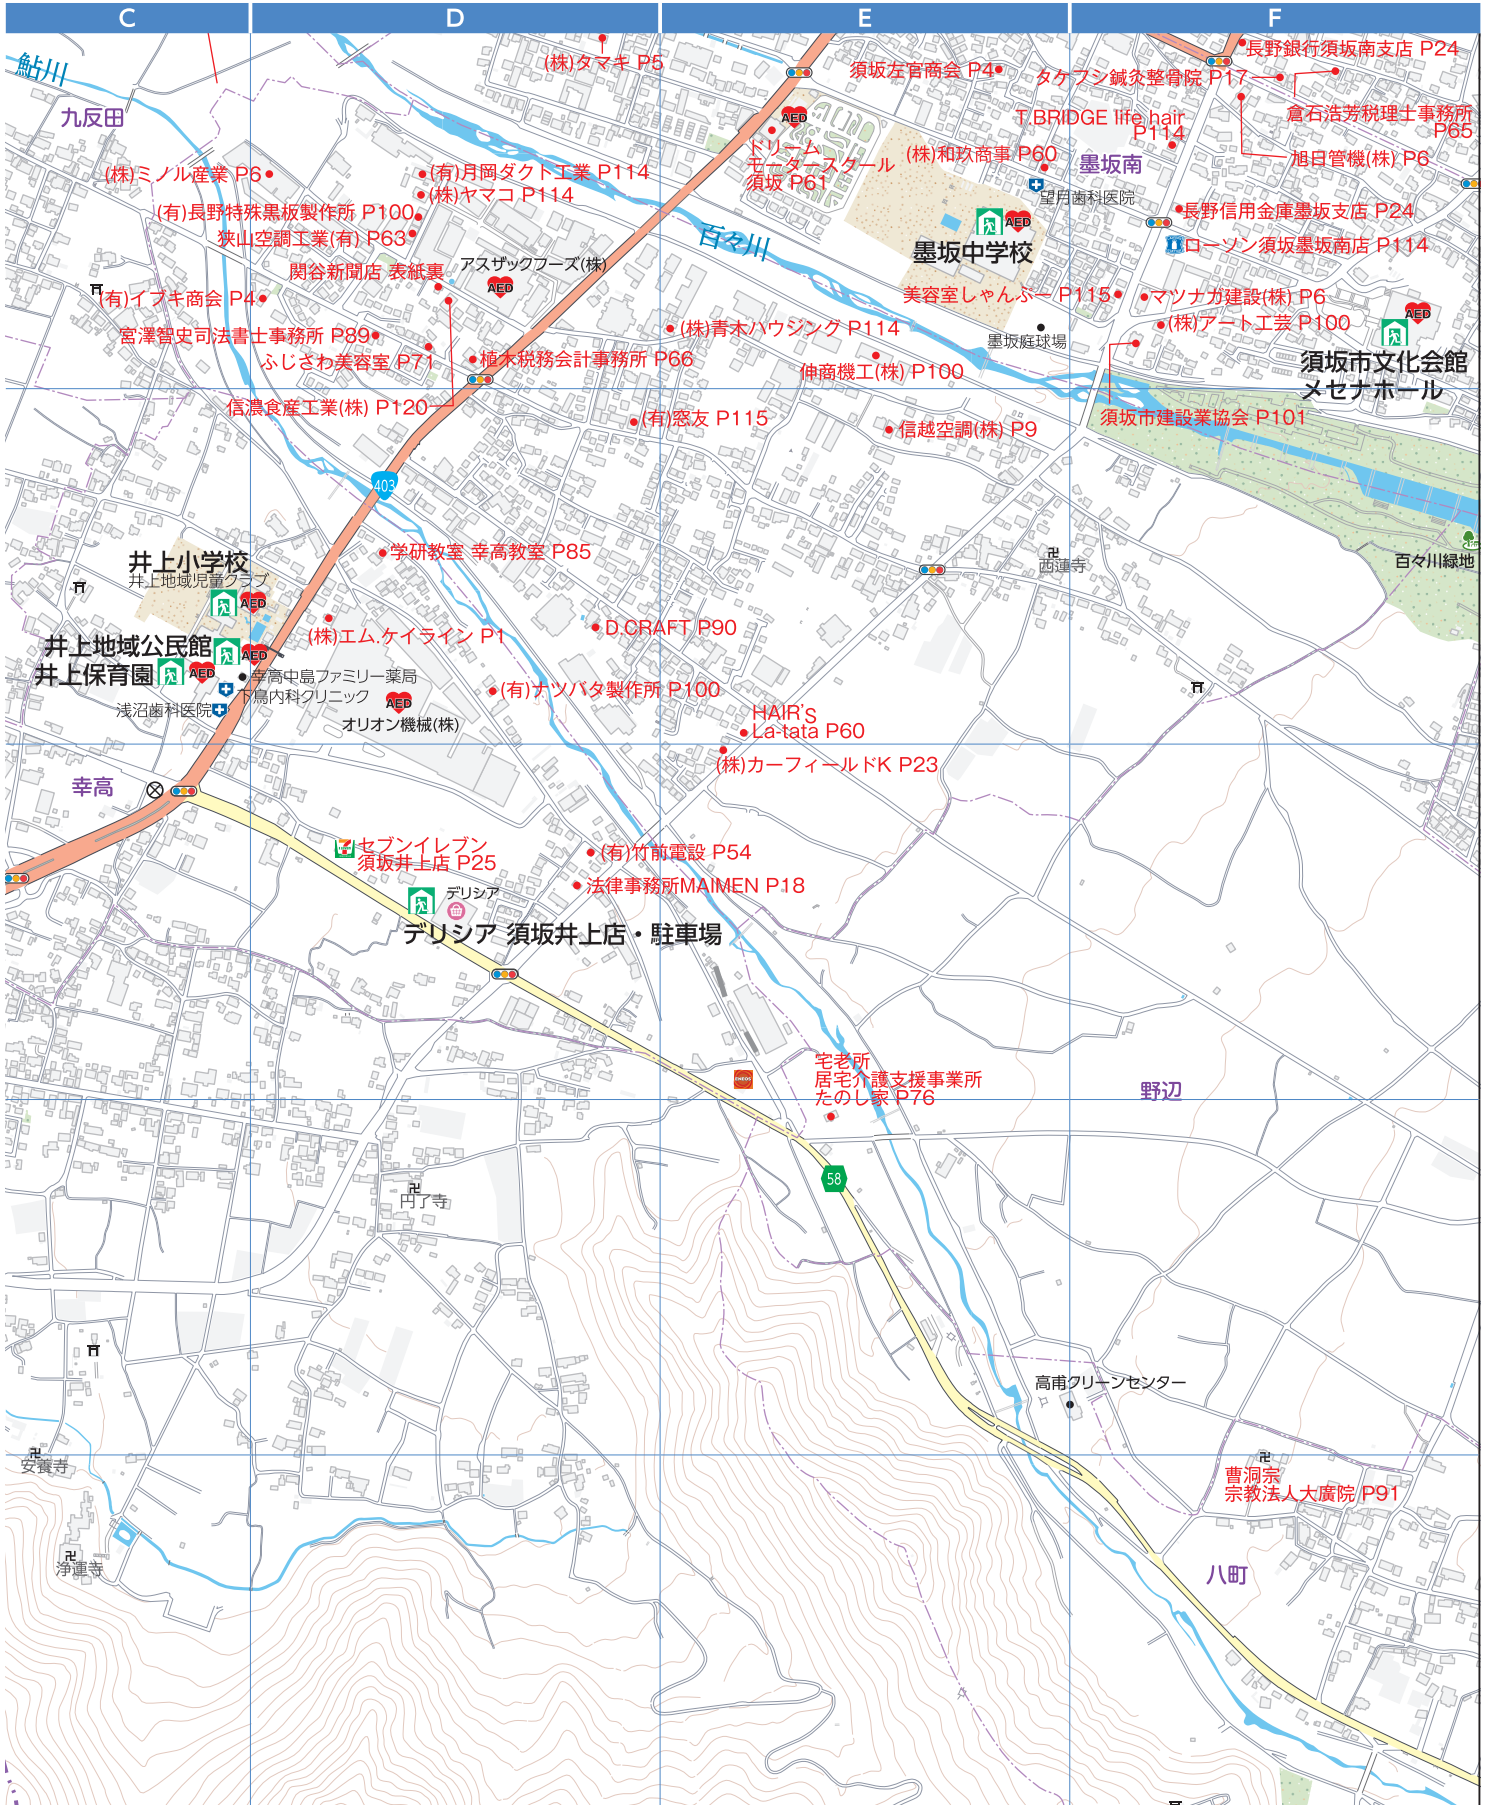 C
D
E
F
鮎川
九反田
(株)タマキ P5
須坂左官商会 P4
長野銀行須坂南支店 P24
タケフシ鍼灸整骨院 P17
倉石浩芳税理士事務所
P65
T.BRIDGE life hair
P114
旭日管機(株) P6
AED
ドリーム
モータースクール
須坂 P61
(株)和玖商事 P60
墨坂南
望月歯科医院
(株)ミノル産業 P6
(有)月岡ダクト工業 P114
(株)ヤマコ P114
(有)長野特殊黒板製作所 P100
狭山空調工業(有) P63
百々川
AED
墨坂中学校
長野信用金庫墨坂支店 P24
ローソン須坂墨坂南店 P114
関谷新聞店 表紙裏
アスザックフーズ(株)
AED
(有)イブキ商会 P4
美容室しゃんぷー P115
マツナガ建設(株) P6
(株)アート工芸 P100
AED
宮澤智史司法書士事務所 P89
ふじさわ美容室 P71
植木税務会計事務所 P66
(株)青木ハウジング P114
墨坂庭球場
伸商機工(株) P100
須坂市文化会館
メセナホール
信濃食産工業(株) P120
(有)窓友 P115
信越空調(株) P9
須坂市建設業協会 P101
403
学研教室 幸高教室 P85
西蓮寺
百々川緑地
井上小学校
井上地域児童クラブ
AED
(株)エム.ケイライン P1
D.CRAFT P90
井上地域公民館
AED
井上保育園
AED
幸高中島ファミリー薬局
下鳥内科クリニック
浅沼歯科医院
AED
オリオン機械(株)
(有)ナツバタ製作所 P100
HAIR'S
La-tata P60
(株)カーフィールドK P23
幸高
セブンイレブン
須坂井上店 P25
(有)竹前電設 P54
法律事務所MAIMEN P18
デリシア
デリシア 須坂井上店・駐車場
ENEOS
宅老所
居宅介護支援事業所
たのし家 P76
野辺
58
円了寺
高甫クリーンセンター
安養寺
曹洞宗
宗教法人大廣院 P91
浄運寺
八町